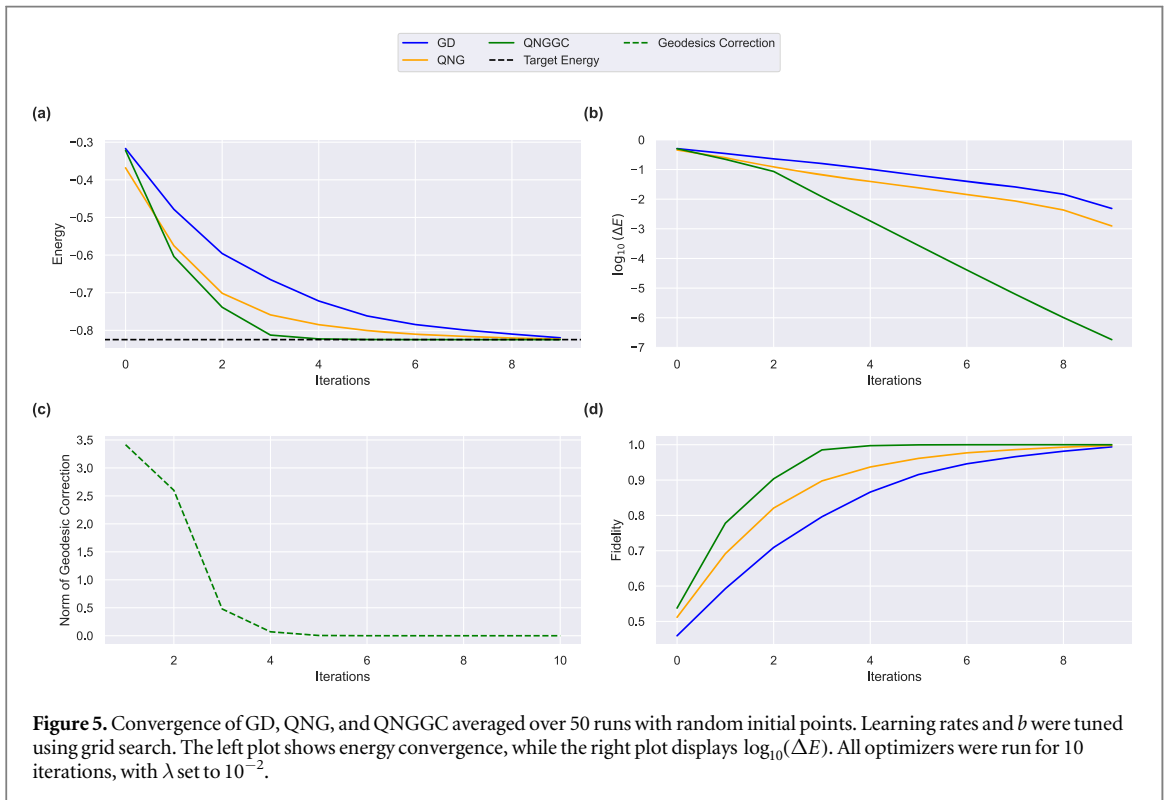 GD QNGGC Geodesics Correction
QNG Target Energy
(a)
−0.3
−0.4
−0.5
−0.6
−0.7
−0.8
Energy
0 2 4 6 8
Iterations
(b)
0
−1
−2
−3
−4
−5
−6
−7
log₁₀(ΔE)
0 2 4 6 8
Iterations
(c)
3.5
3.0
2.5
2.0
1.5
1.0
0.5
0.0
Norm of Geodesic Correction
2 4 6 8 10
Iterations
(d)
1.0
0.9
0.8
0.7
0.6
0.5
Fidelity
0 2 4 6 8
Iterations
Figure 5. Convergence of GD, QNG, and QNGGC averaged over 50 runs with random initial points. Learning rates and b were tuned
using grid search. The left plot shows energy convergence, while the right plot displays log₁₀(ΔE). All optimizers were run for 10
iterations, with λ set to 10⁻².